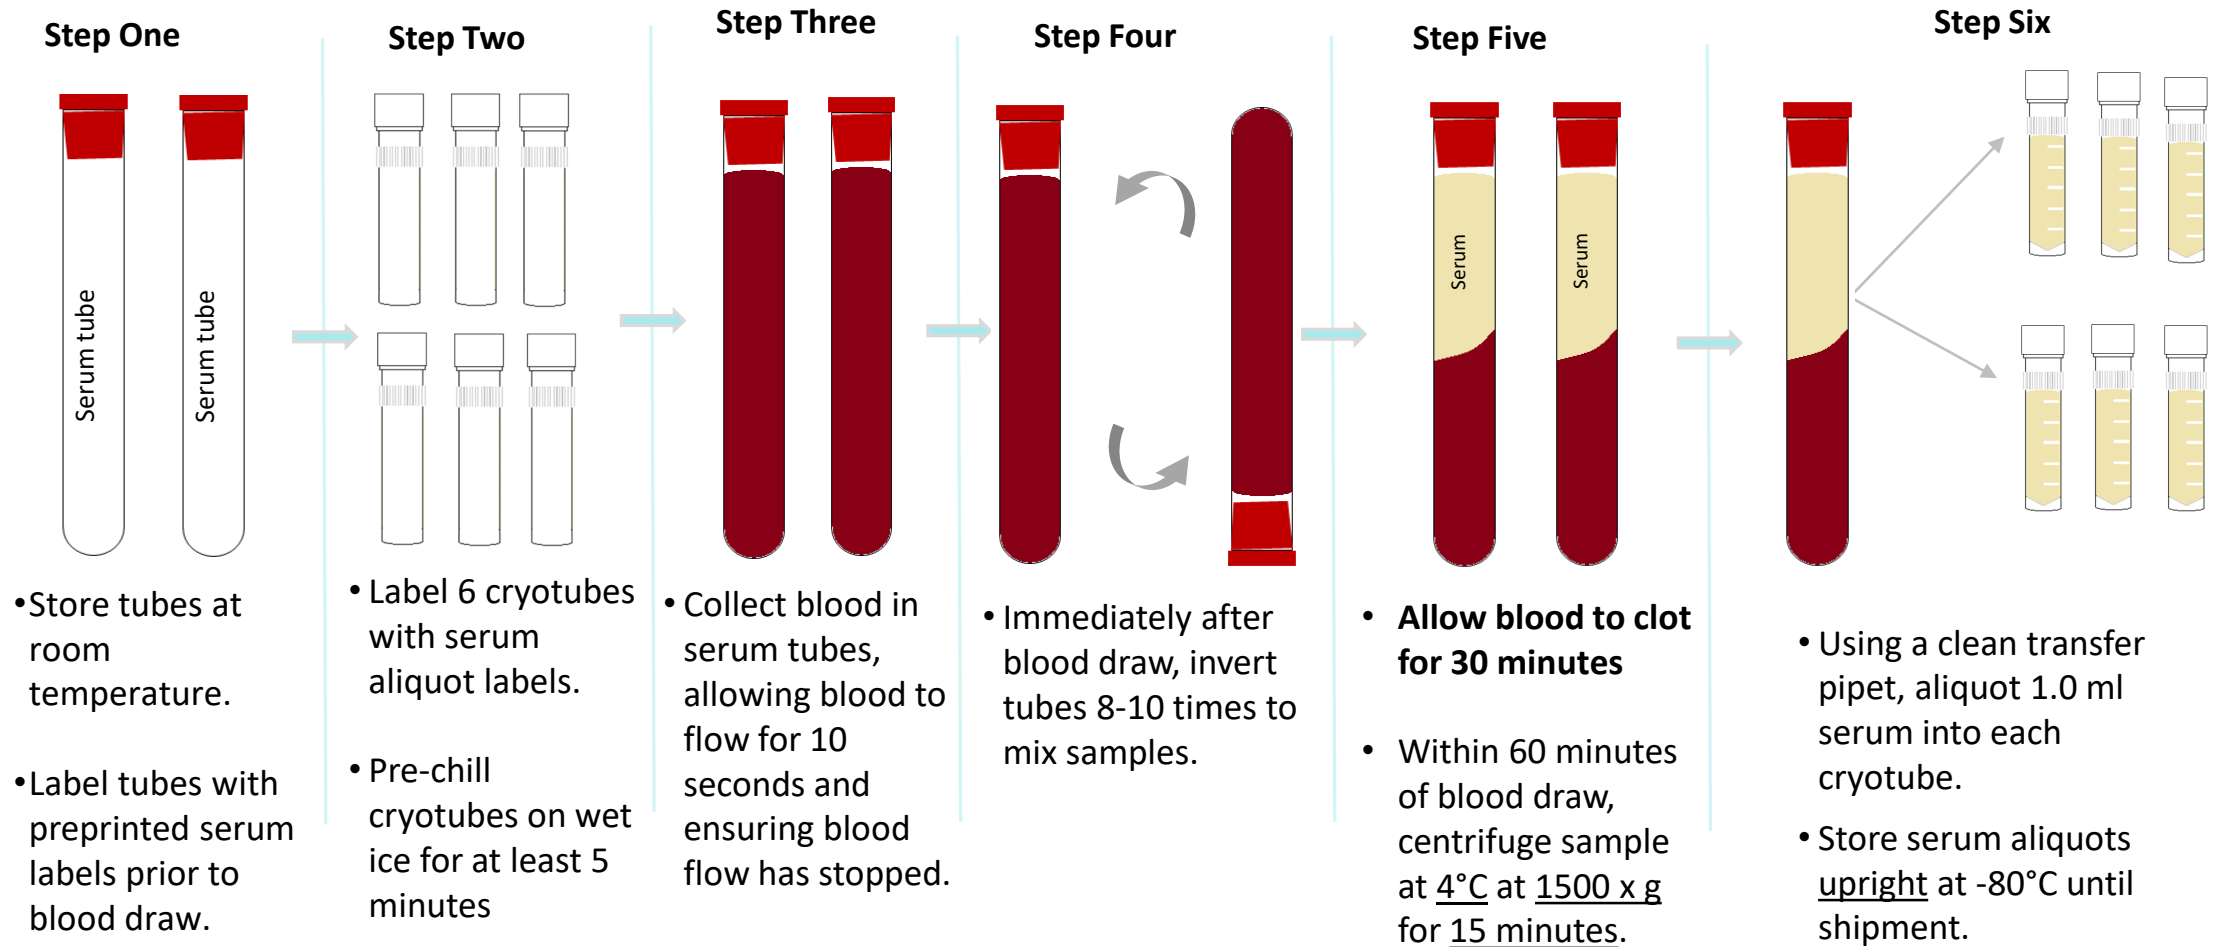 Step One
Serum tube
Serum tube
•Store tubes at
room
temperature.
•Label tubes with
preprinted serum
labels prior to
blood draw.
Step Two
• Label 6 cryotubes
with serum
aliquot labels.
• Pre-chill
cryotubes on wet
ice for at least 5
minutes
Step Three
• Collect blood in
serum tubes,
allowing blood to
flow for 10
seconds and
ensuring blood
flow has stopped.
Step Four
• Immediately after
blood draw, invert
tubes 8-10 times to
mix samples.
Step Five
Serum
Serum
• Allow blood to clot
for 30 minutes
• Within 60 minutes
of blood draw,
centrifuge sample
at 4°C at 1500 x g
for 15 minutes.
Step Six
• Using a clean transfer
pipet, aliquot 1.0 ml
serum into each
cryotube.
• Store serum aliquots
upright at -80°C until
shipment.